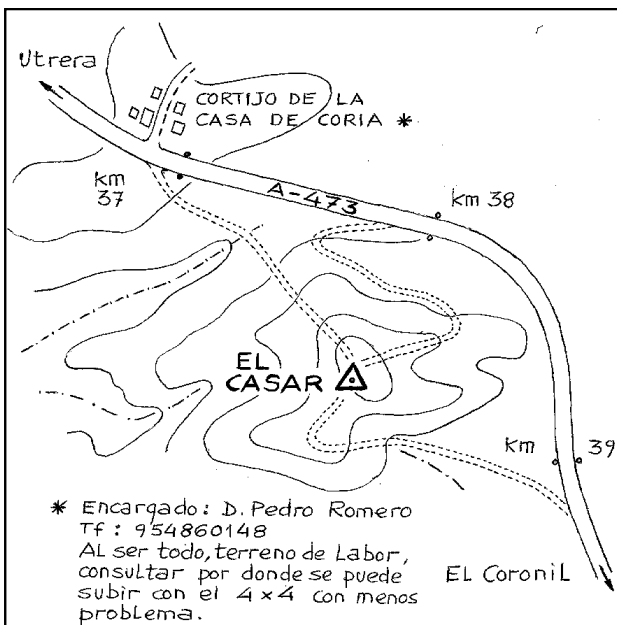 Utrera
CORTIJO DE LA
CASA DE CORIA *
km
37
A-473
km 38
EL
CASAR
km 39
* Encargado: D. Pedro Romero
Tf: 954860148
AL ser todo, terreno de Labor,
consultar por donde se puede
subir con el 4x4 con menos
problema.
EL Coronil